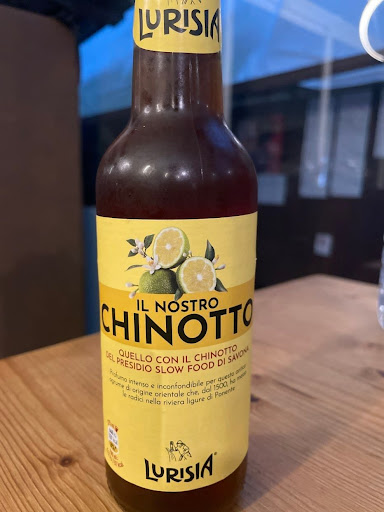 LURISIA
IL NOSTRO
CHINOTTO
QUELLO CON IL CHINOTTO
DEL PRESIDIO SLOW FOOD DI SAVONA
Profumo intenso e inconfondibile per questo antico
agrume di origine orientale che, dal 1500, ha messo
le radici nella riviera ligure di Ponente.
LURISIA